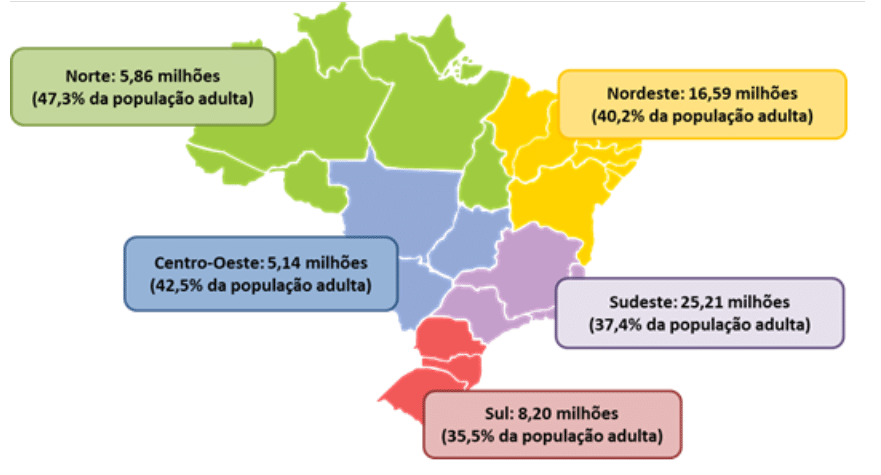 Norte: 5,86 milhões
(47,3% da população adulta)
Nordeste: 16,59 milhões
(40,2% da população adulta)
Centro-Oeste: 5,14 milhões
(42,5% da população adulta)
Sudeste: 25,21 milhões
(37,4% da população adulta)
Sul: 8,20 milhões
(35,5% da população adulta)